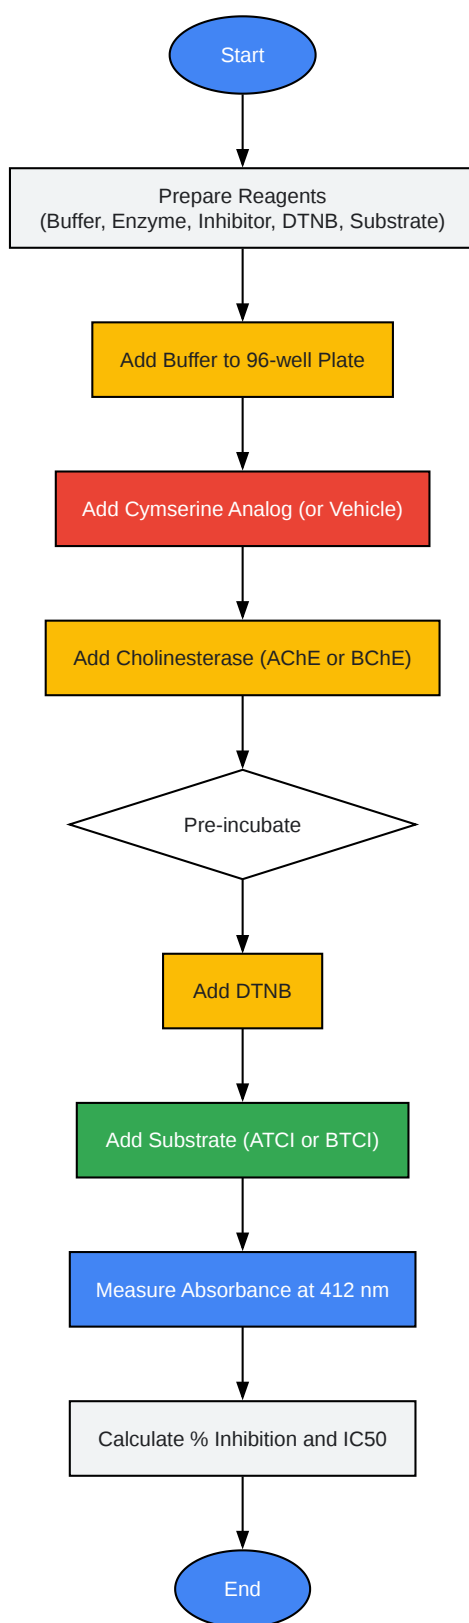 Start
Prepare Reagents
(Buffer, Enzyme, Inhibitor, DTNB, Substrate)
Add Buffer to 96-well Plate
Add Cymserine Analog (or Vehicle)
Add Cholinesterase (AChE or BChE)
Pre-incubate
Add DTNB
Add Substrate (ATCI or BTCI)
Measure Absorbance at 412 nm
Calculate % Inhibition and IC50
End